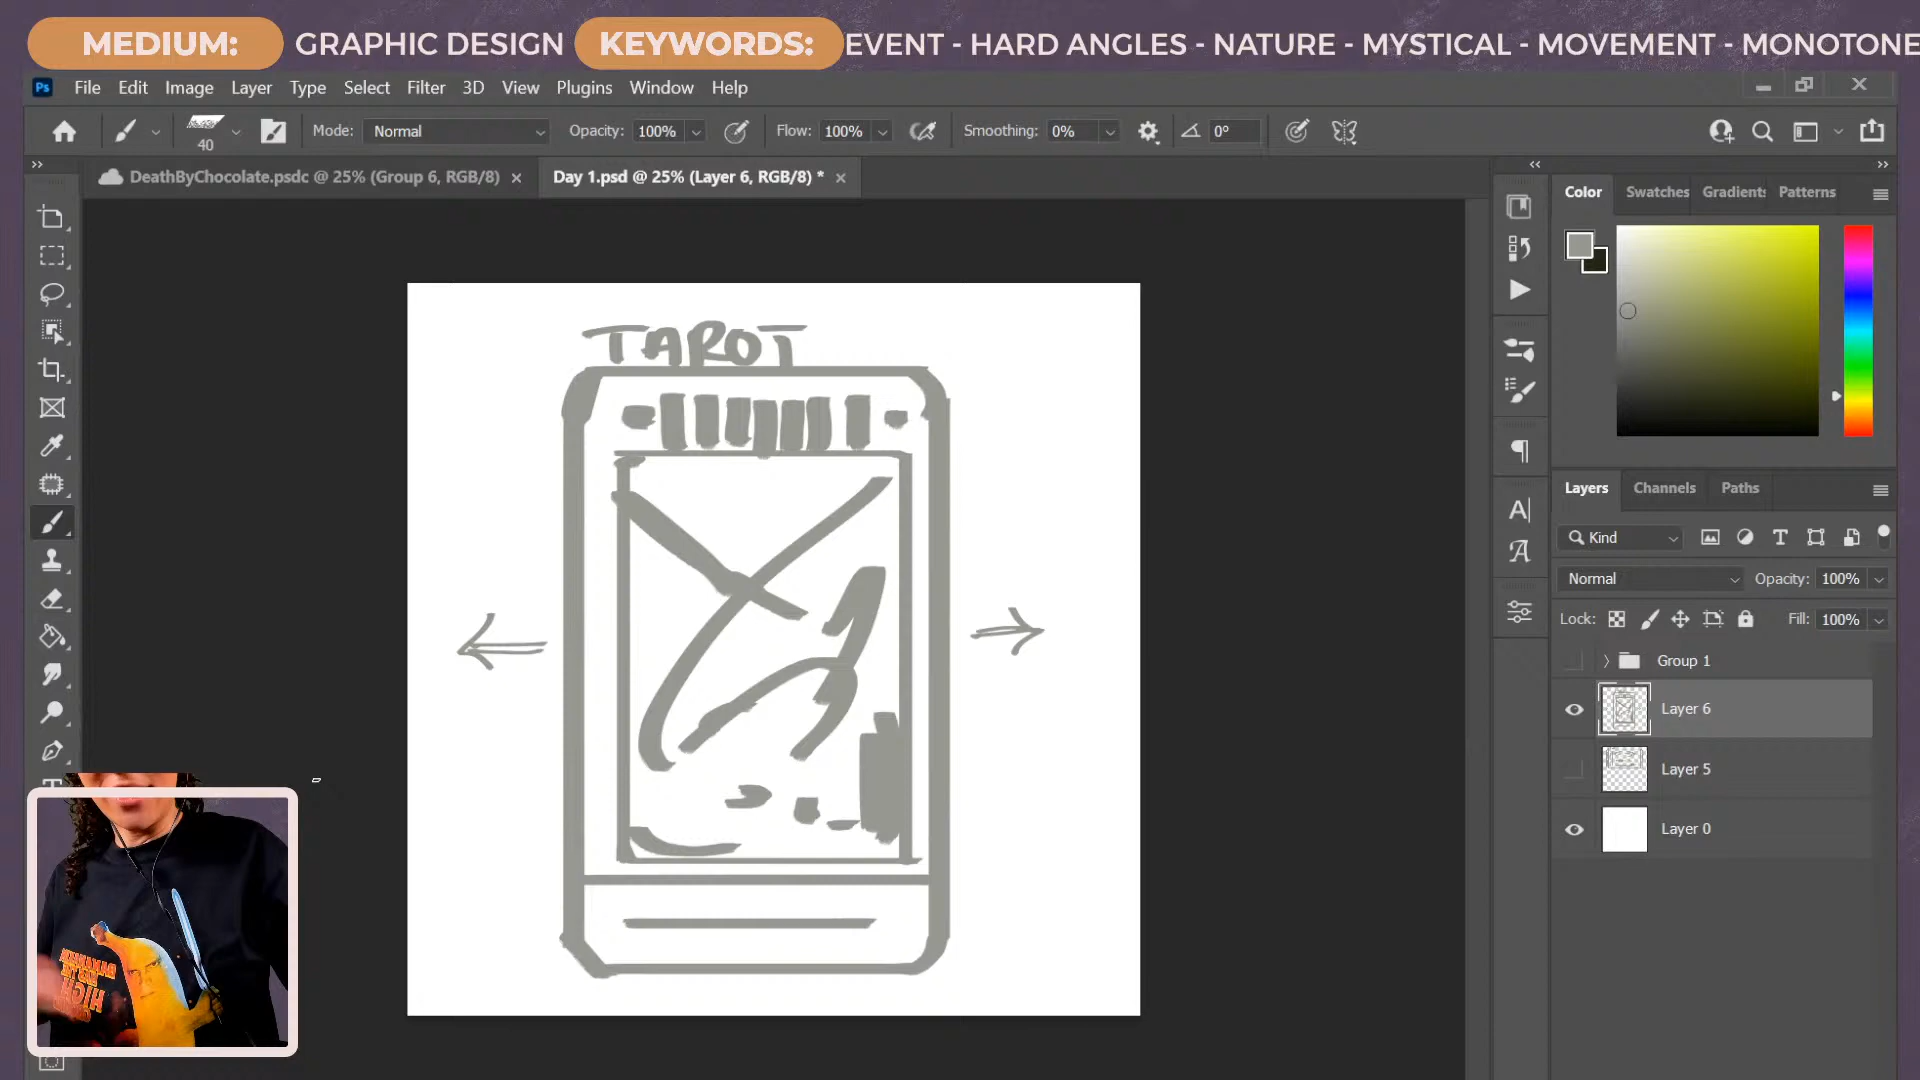 MEDIUM: GRAPHIC DESIGN KEYWORDS: EVENT - HARD ANGLES - NATURE - MYSTICAL - MOVEMENT - MONOTONE
Ps File Edit Image Layer Type Select Filter 3D View Plugins Window Help
40 Mode: Normal Opacity: 100% Flow: 100% Smoothing: 0% 0°
DeathByChocolate.psdc @ 25% (Group 6, RGB/8) × Day 1.psd @ 25% (Layer 6, RGB/8) * ×
Color Swatches Gradients Patterns
TAROT
Layers Channels Paths
Kind
Normal Opacity: 100%
Lock: Fill: 100%
Group 1
Layer 6
Layer 5
Layer 0
HIGH